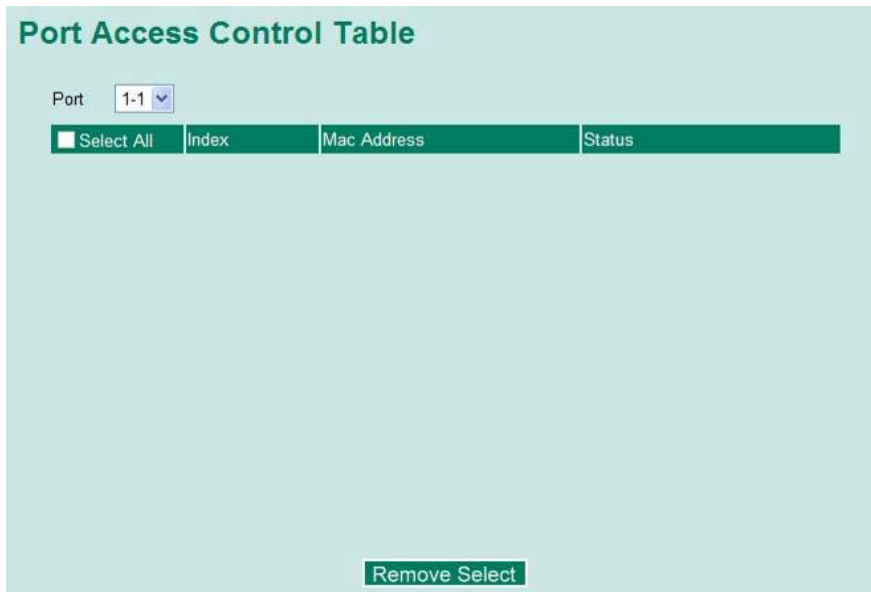 Port Access Control Table
Port 1-1
Select All Index Mac Address Status
Remove Select